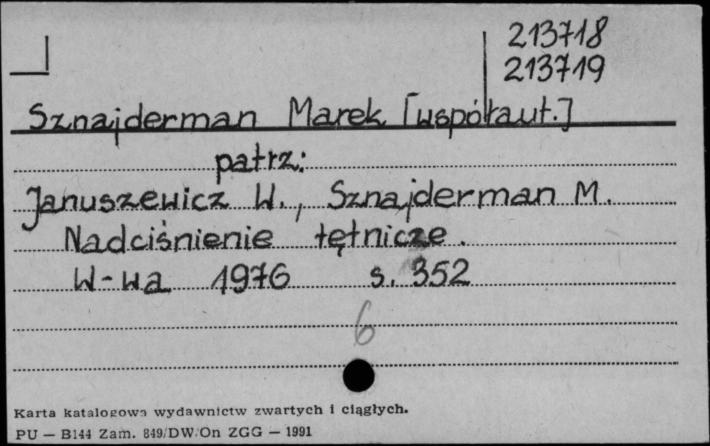 213718
213719
Sznajderman Marek [współaut.]
patrz:
Januszewicz W., Sznajderman M.
Nadciśnienie tętnicze.
W-wa 1976 s. 352
6
Karta katalogowa wydawnictw zwartych i ciągłych.
PU — B144 Zam. 849/DW/On ZGG — 1991